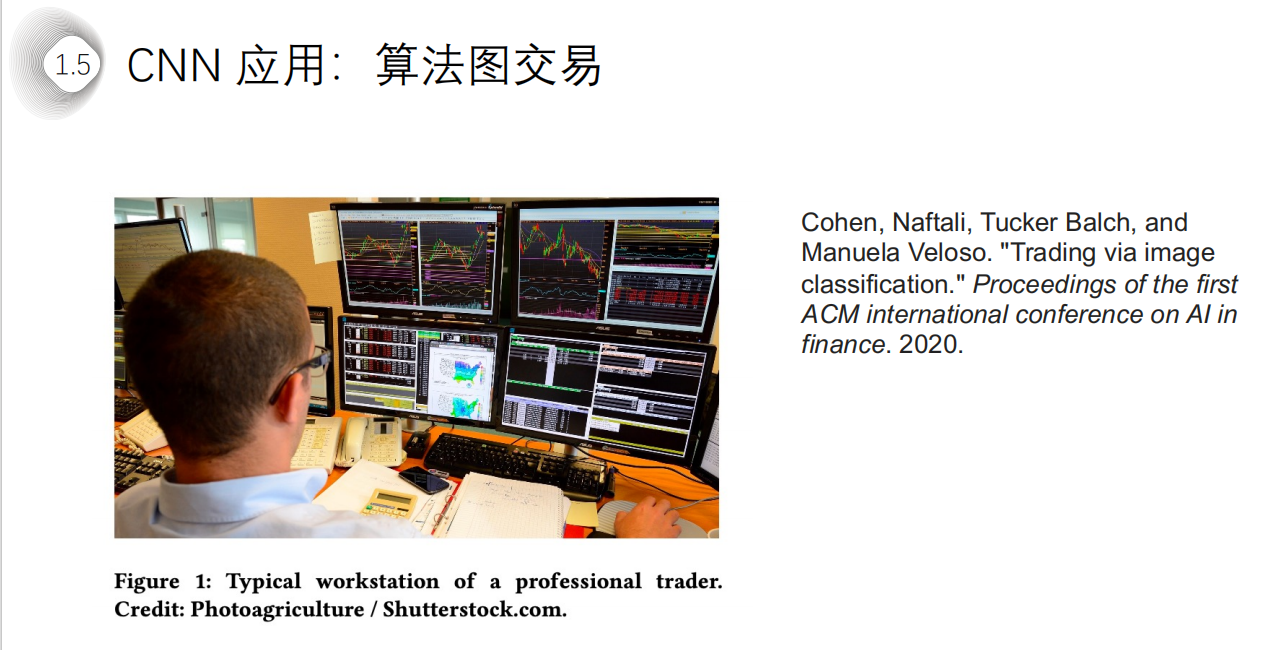 1.5
CNN 应用：算法图交易
Cohen, Naftali, Tucker Balch, and
Manuela Veloso. "Trading via image
classification." Proceedings of the first
ACM international conference on AI in
finance. 2020.
Figure 1: Typical workstation of a professional trader.
Credit: Photoagriculture / Shutterstock.com.